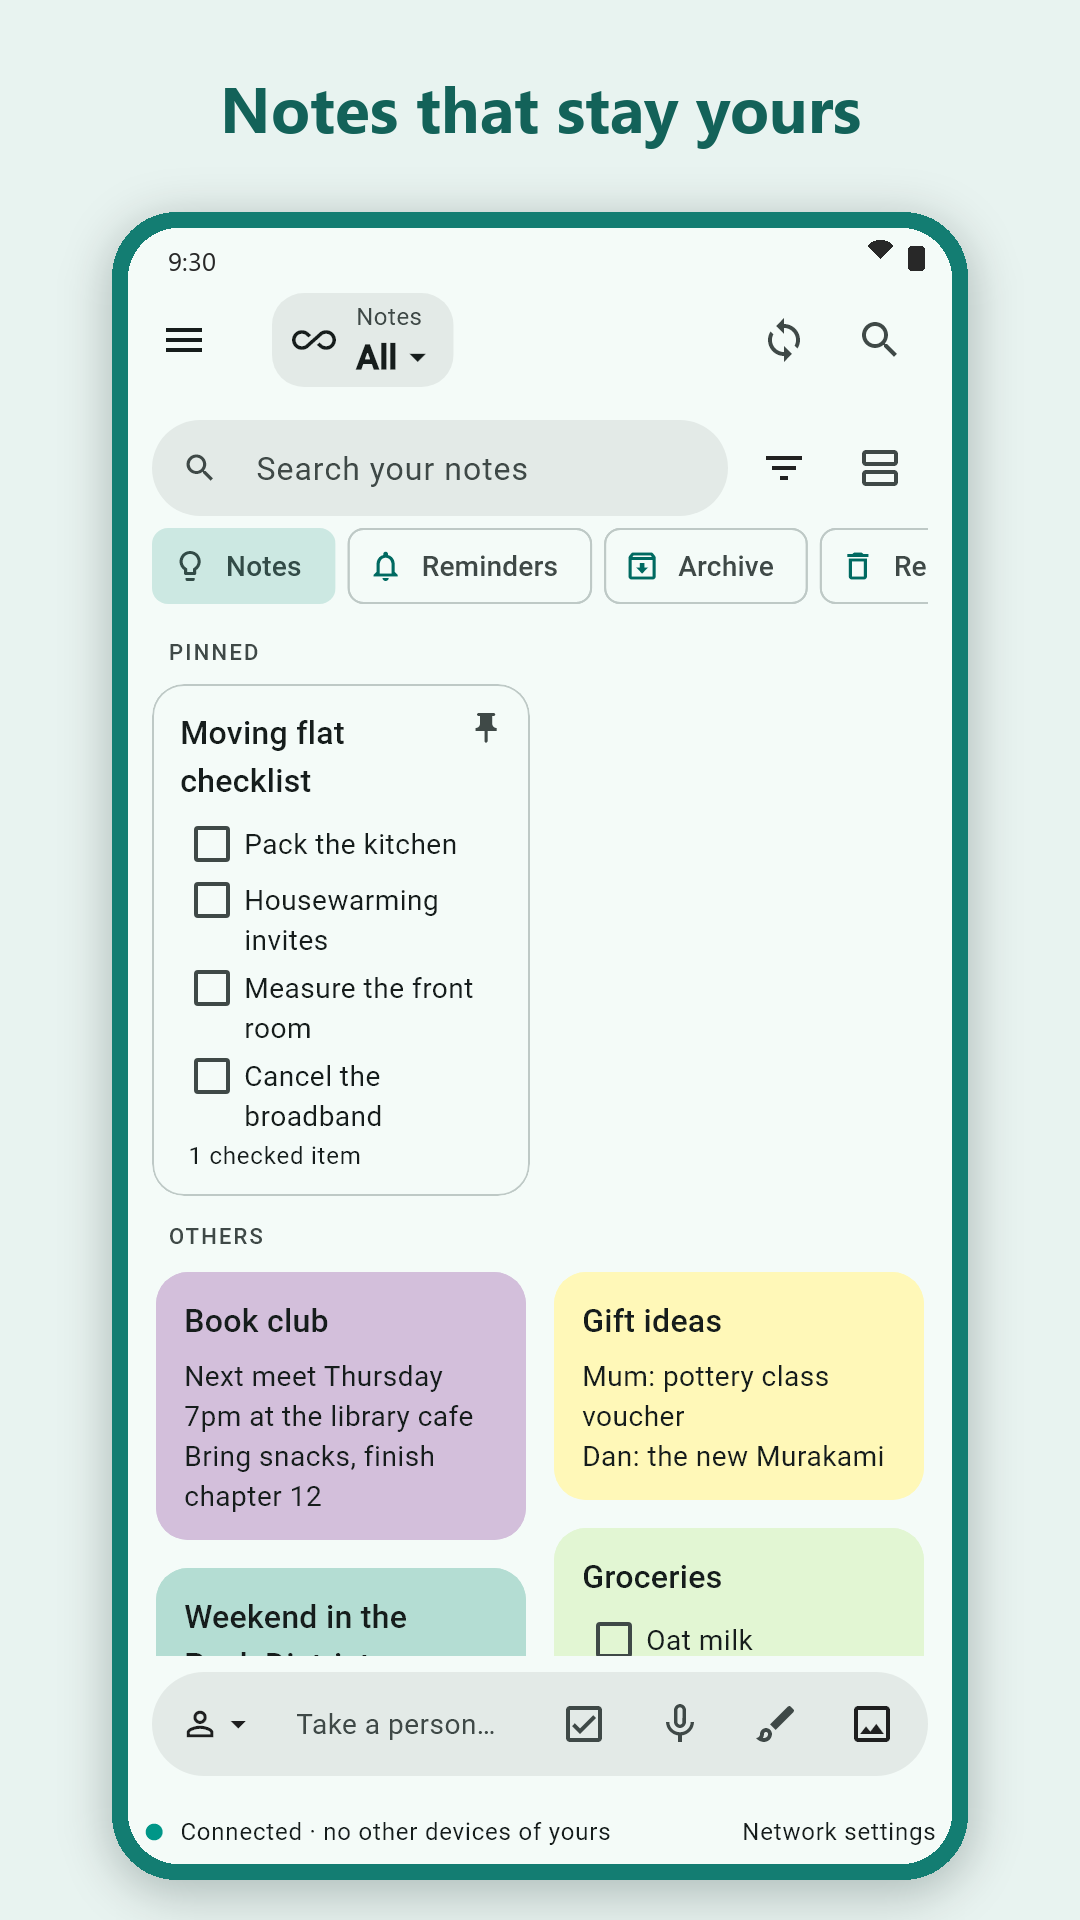 Notes that stay yours
9:30
Notes
All
Search your notes
Notes
Reminders
Archive
Re
PINNED
Moving flat
checklist
Pack the kitchen
Housewarming
invites
Measure the front
room
Cancel the
broadband
1 checked item
OTHERS
Book club
Next meet Thursday
7pm at the library cafe
Bring snacks, finish
chapter 12
Gift ideas
Mum: pottery class
voucher
Dan: the new Murakami
Weekend in the
Groceries
Oat milk
Take a person...
Connected · no other devices of yours
Network settings